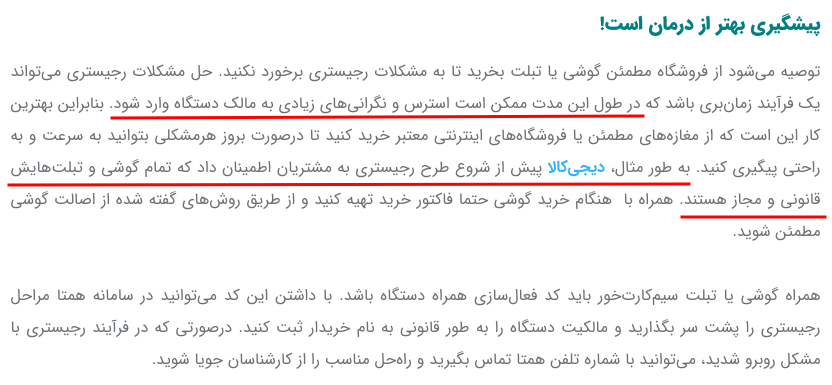 پیشگیری بهتر از درمان است!
توصیه می‌شود از فروشگاه مطمئن گوشی یا تبلت بخرید تا به مشکلات رجیستری برخورد نکنید. حل مشکلات رجیستری می‌تواند
یک فرآیند زمان‌بری باشد که در طول این مدت ممکن است استرس و نگرانی‌های زیادی به مالک دستگاه وارد شود. بنابراین بهترین
کار این است که از مغازه‌های مطمئن یا فروشگاه‌های اینترنتی معتبر خرید کنید تا درصورت بروز هرمشکلی بتوانید به سرعت و به
راحتی پیگیری کنید. به طور مثال، دیجی‌کالا پیش از شروع طرح رجیستری به مشتریان اطمینان داد که تمام گوشی و تبلت‌هایش
قانونی و مجاز هستند. همراه با هنگام خرید گوشی حتما فاکتور خرید تهیه کنید و از طریق روش‌های گفته شده از اصالت گوشی
مطمئن شوید.
همراه گوشی یا تبلت سیم‌کارت‌خور باید کد فعال‌سازی همراه دستگاه باشد. با داشتن این کد می‌توانید در سامانه همتا مراحل
رجیستری را پشت سر بگذارید و مالکیت دستگاه را به طور قانونی به نام خریدار ثبت کنید. درصورتی که در فرآیند رجیستری با
مشکل روبرو شدید، می‌توانید با شماره تلفن همتا تماس بگیرید و راه‌حل مناسب را از کارشناسان جویا شوید.